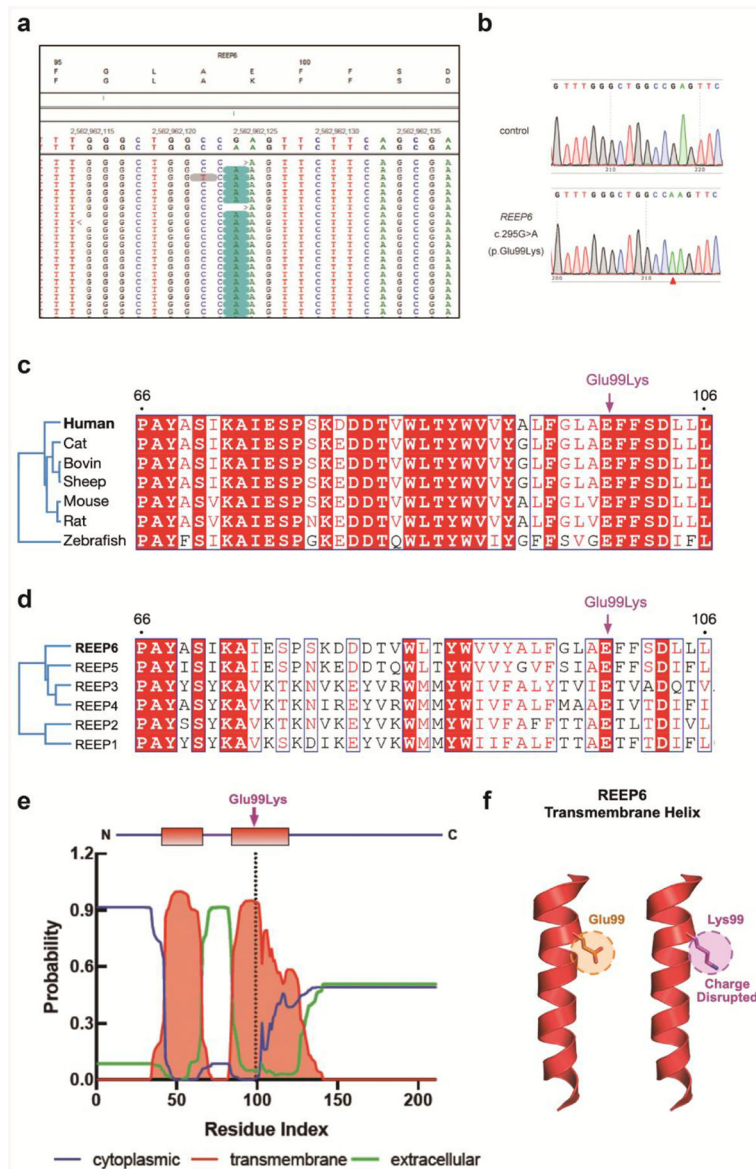 a
REEP6
95 100
F G L A E F F S D
F G L A K F F S D
2,562,962,115 2,562,962,120 2,562,962,125 2,562,962,130 2,562,962,135
T T T G G G C T G G C C G A G T T C T T C A G C G A
b
G T T T G G G C T G G C C G A G T T C
control
310 320
G T T T G G G C T G G C C A A G T T C
REEP6
c.295G>A
(p.Glu99Lys)
c
Glu99Lys
66 106
Human PAYASIKAIESPSKDDDTVWLTYWVVYALFGLAEFFSDLLL
Cat PAYASIKAIESPSKEDDTVWLTYWVVYGLFGLAEFFSDLLL
Bovin PAYASIKAIESPSKEDDTVWLTYWVVYGLFGLAEFFSDLLL
Sheep PAYASIKAIESPSKEDDTVWLTYWVVYGLFGLAEFFSDLLL
Mouse PAYASVKAIESPSKEDDTVWLTYWVVYALFGLVEFFSDLLL
Rat PAYASVKAIESPNKEDDTVWLTYWVVYALFGLVEFFSDLLL
Zebrafish PAYFSIKAIESPGKEDDTQWLTYWVIYGFFSVGEFFSDIFL
d
Glu99Lys
66 106
REEP6 PAYASIKAIESPSKDDDTVWLTYWVVYALFGLAEFFSDLLL
REEP5 PAYISIKAIESPNKEDDTQWLTYWVVYGVFSIAEFFSDIFL
REEP3 PAYYSYKAVKTKNVKEYVRWMMYWIVFALYTVIETVADQTV
REEP4 PAYASYKAVKTKNIREYVRWMMYWIVFALFMAAEIVTDIFI
REEP2 PAYSSYKAVKTKNVKEYVKWMMYWIVFAFFTTAETLTDIVL
REEP1 PAYYSYKAVKSKDIKEYVKWMMYWIIFALFTTAETFTDIFL
e
Glu99Lys
N C
1.2
0.9
0.6
0.3
0.0
Probability
0 50 100 150 200
Residue Index
cytoplasmic transmembrane extracellular
f
REEP6
Transmembrane Helix
Glu99
Lys99
Charge
Disrupted